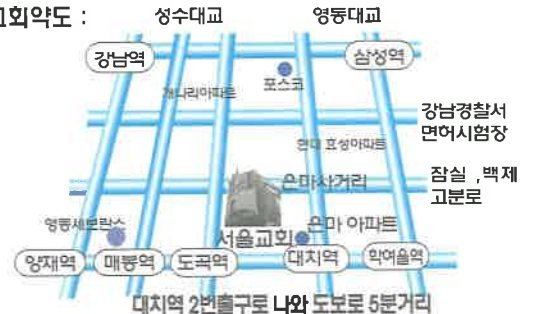 교회약도 :
성수대교
영동대교
강남역
삼성역
포스코
개나리아파트
강남경찰서
면허시험장
현대 효성아파트
은마사거리
잠실 ,백제
고분로
영동세브란스
은마 아파트
서울교회
양재역
매봉역
도곡역
대치역
학여울역
대치역 2번출구로 나와 도보로 5분거리